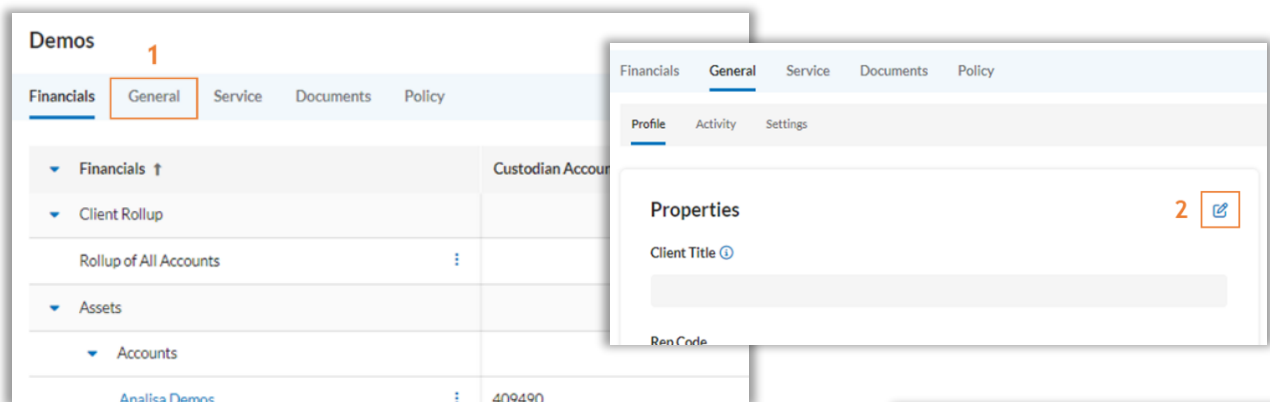 Demos
1
Financials General Service Documents Policy
Financials ↑
Custodian Accoun
Client Rollup
Rollup of All Accounts
Assets
Accounts
Analisa Demos 409490
Financials General Service Documents Policy
Profile Activity Settings
Properties
2
Client Title
Rep Code